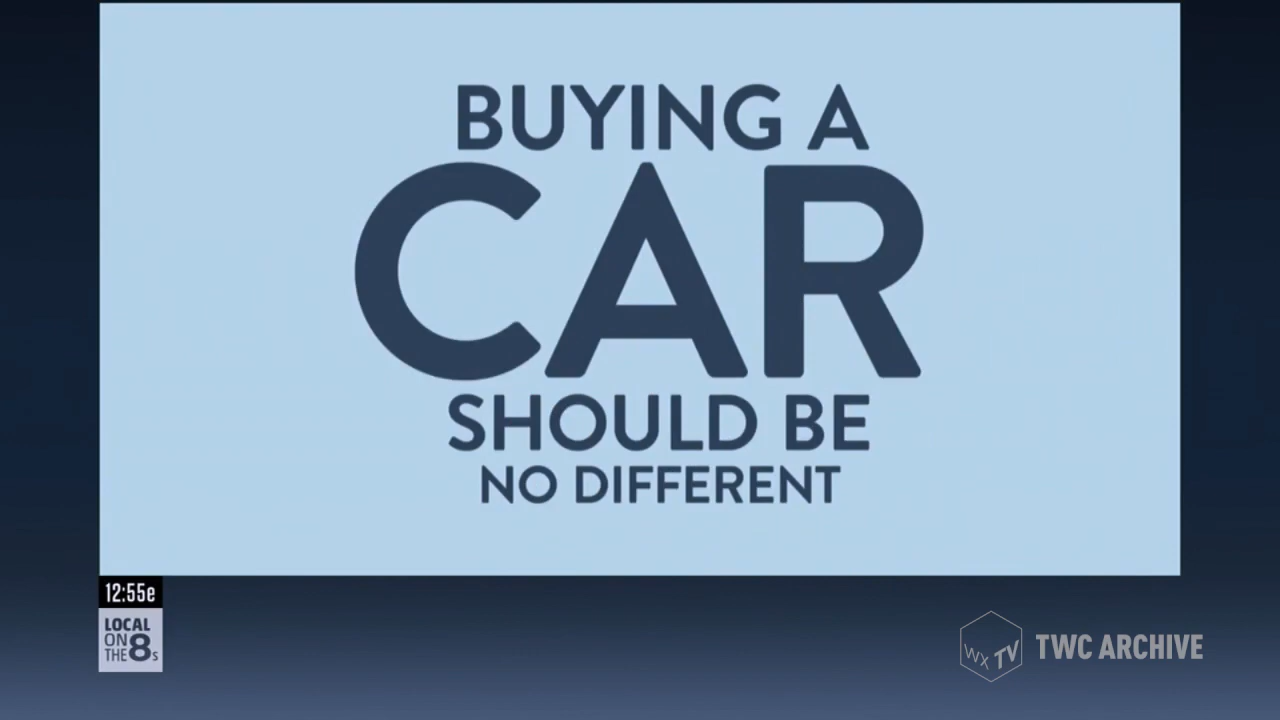 BUYING A
CAR
SHOULD BE
NO DIFFERENT
12:55e
LOCAL
ON
THE 8s
WX TV
TWC ARCHIVE